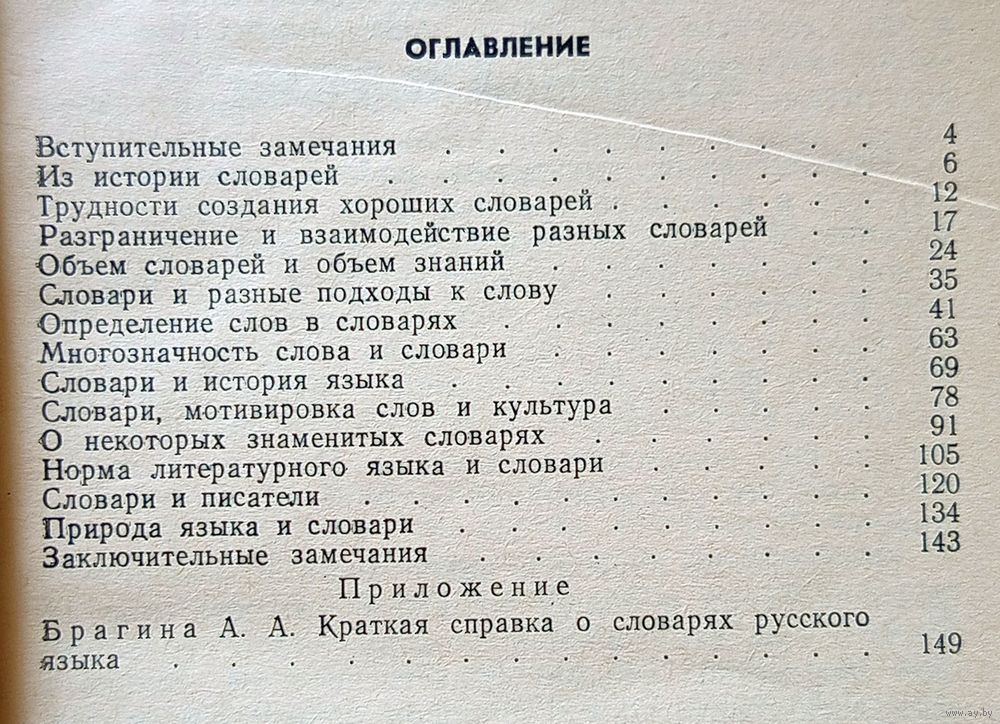 ОГЛАВЛЕНИЕ
Вступительные замечания . . . . . . . . . 4
Из истории словарей . . . . . . . . . . 6
Трудности создания хороших словарей . . . . . . 12
Разграничение и взаимодействие разных словарей . . 17
Объем словарей и объем знаний . . . . . . . 24
Словари и разные подходы к слову . . . . . . 35
Определение слов в словарях . . . . . . . . 41
Многозначность слова и словари . . . . . . . 63
Словари и история языка . . . . . . . . . 69
Словари, мотивировка слов и культура . . . . . 78
О некоторых знаменитых словарях . . . . . . 91
Норма литературного языка и словари . . . . . 105
Словари и писатели . . . . . . . . . . . 120
Природа языка и словари . . . . . . . . . 134
Заключительные замечания . . . . . . . . 143
Приложение
Брагина А. А. Краткая справка о словарях русского
языка . . . . . . . . . . . . . . 149
www.ay.by